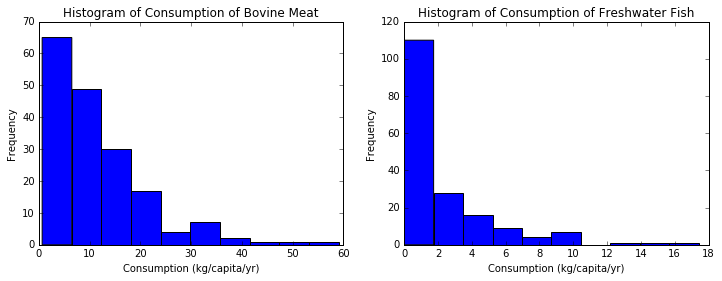 Histogram of Consumption of Bovine Meat
70
60
50
40
30
20
10
0
Frequency
0 10 20 30 40 50 60
Consumption (kg/capita/yr)
Histogram of Consumption of Freshwater Fish
120
100
80
60
40
20
0
Frequency
0 2 4 6 8 10 12 14 16 18
Consumption (kg/capita/yr)